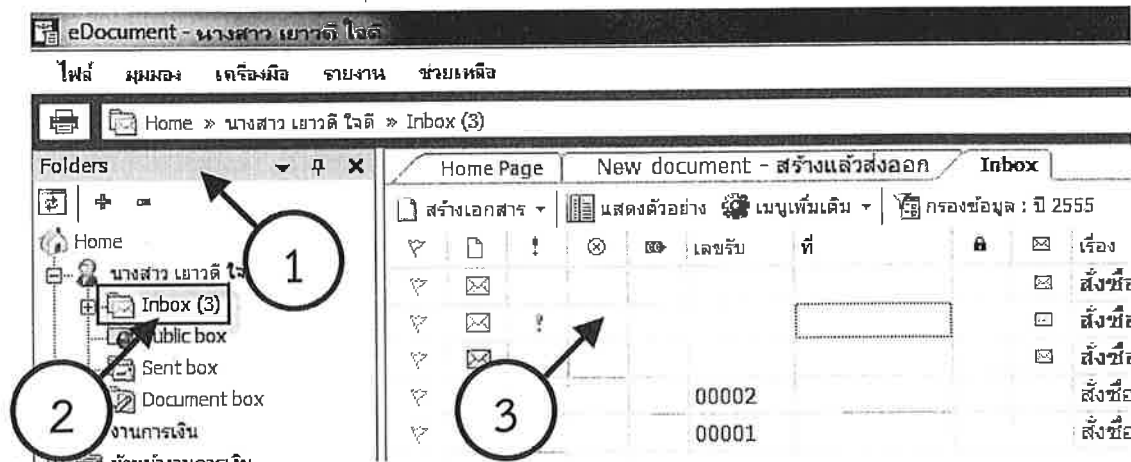 eDocument - นางสาว เยาวดี ใจดี
ไฟล์ มุมมอง เครื่องมือ รายงาน ช่วยเหลือ
Home » นางสาว เยาวดี ใจดี » Inbox (3)
Folders
Home Page New document - สร้างแล้วส่งออก Inbox
สร้างเอกสาร แสดงตัวอย่าง เมนูเพิ่มเติม กรองข้อมูล : ปี 2555
Home
เลขรับ ที่ เรื่อง
นางสาว เยาวดี
1
สั่งซื้อ
Inbox (3)
สั่งซื้อ
Public box
สั่งซื้อ
Sent box
Document box
00002 สั่งซื้อ
2
3
งานการเงิน
00001 สั่งซื้อ